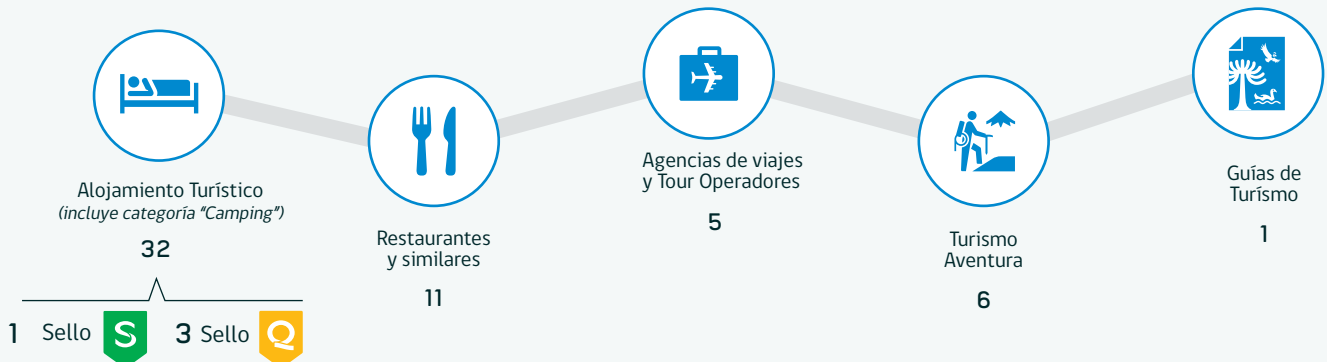 Alojamiento Turístico
(incluye categoría "Camping")
32
1 Sello S 3 Sello Q
Restaurantes
y similares
11
Agencias de viajes
y Tour Operadores
5
Turismo
Aventura
6
Guías de
Turísmo
1